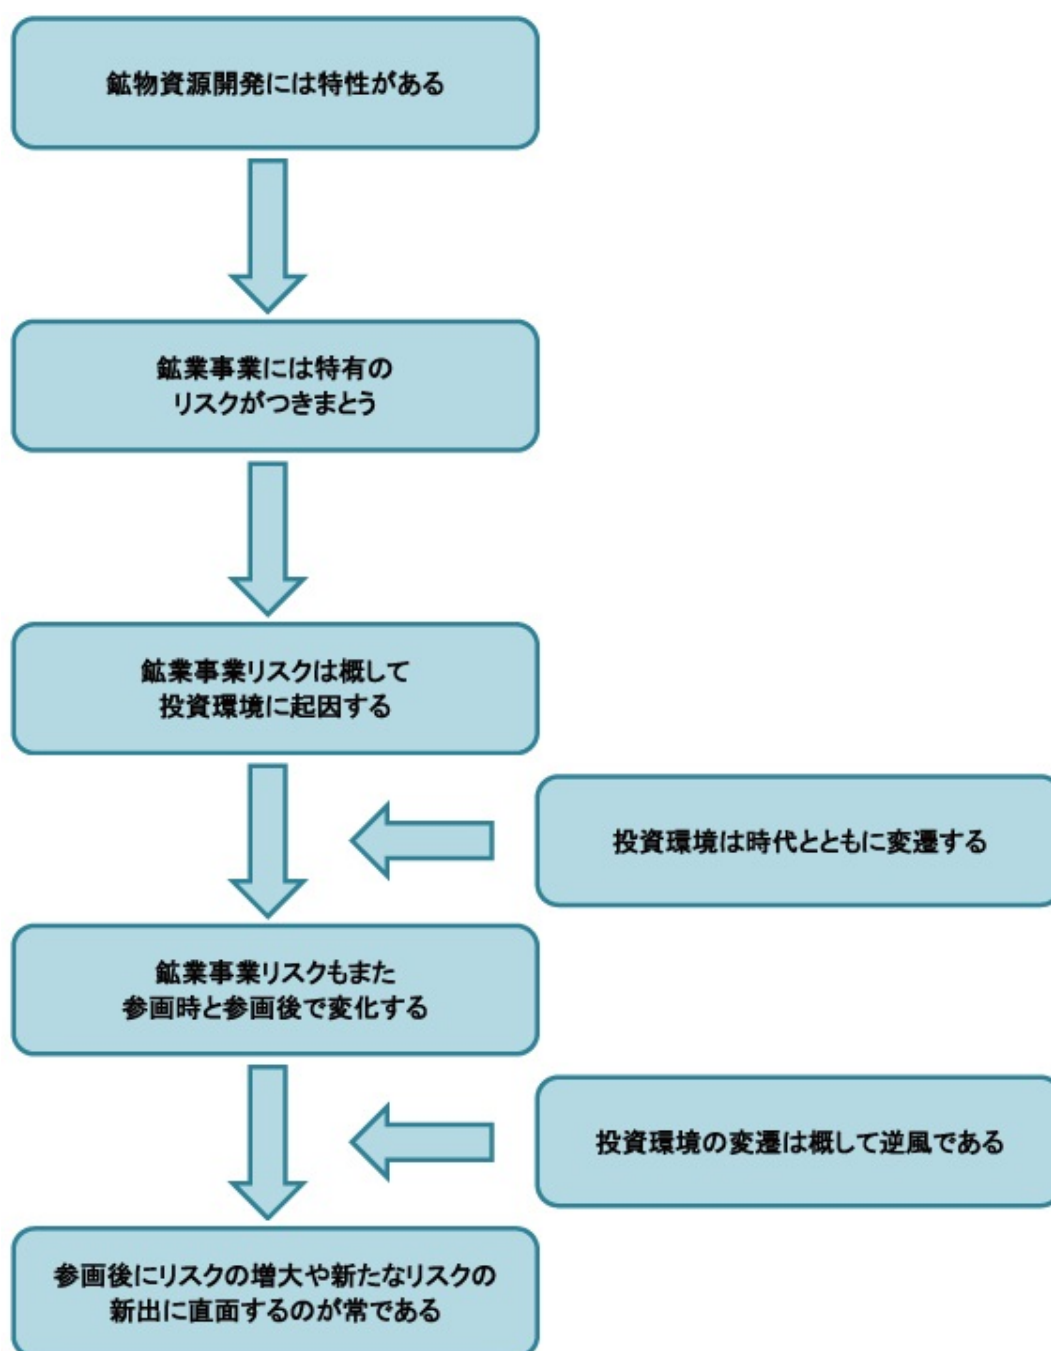 鉱物資源開発には特性がある
鉱業事業には特有の
リスクがつきまとう
鉱業事業リスクは概して
投資環境に起因する
投資環境は時代とともに変遷する
鉱業事業リスクもまた
参画時と参画後で変化する
投資環境の変遷は概して逆風である
参画後にリスクの増大や新たなリスクの
新出に直面するのが常である